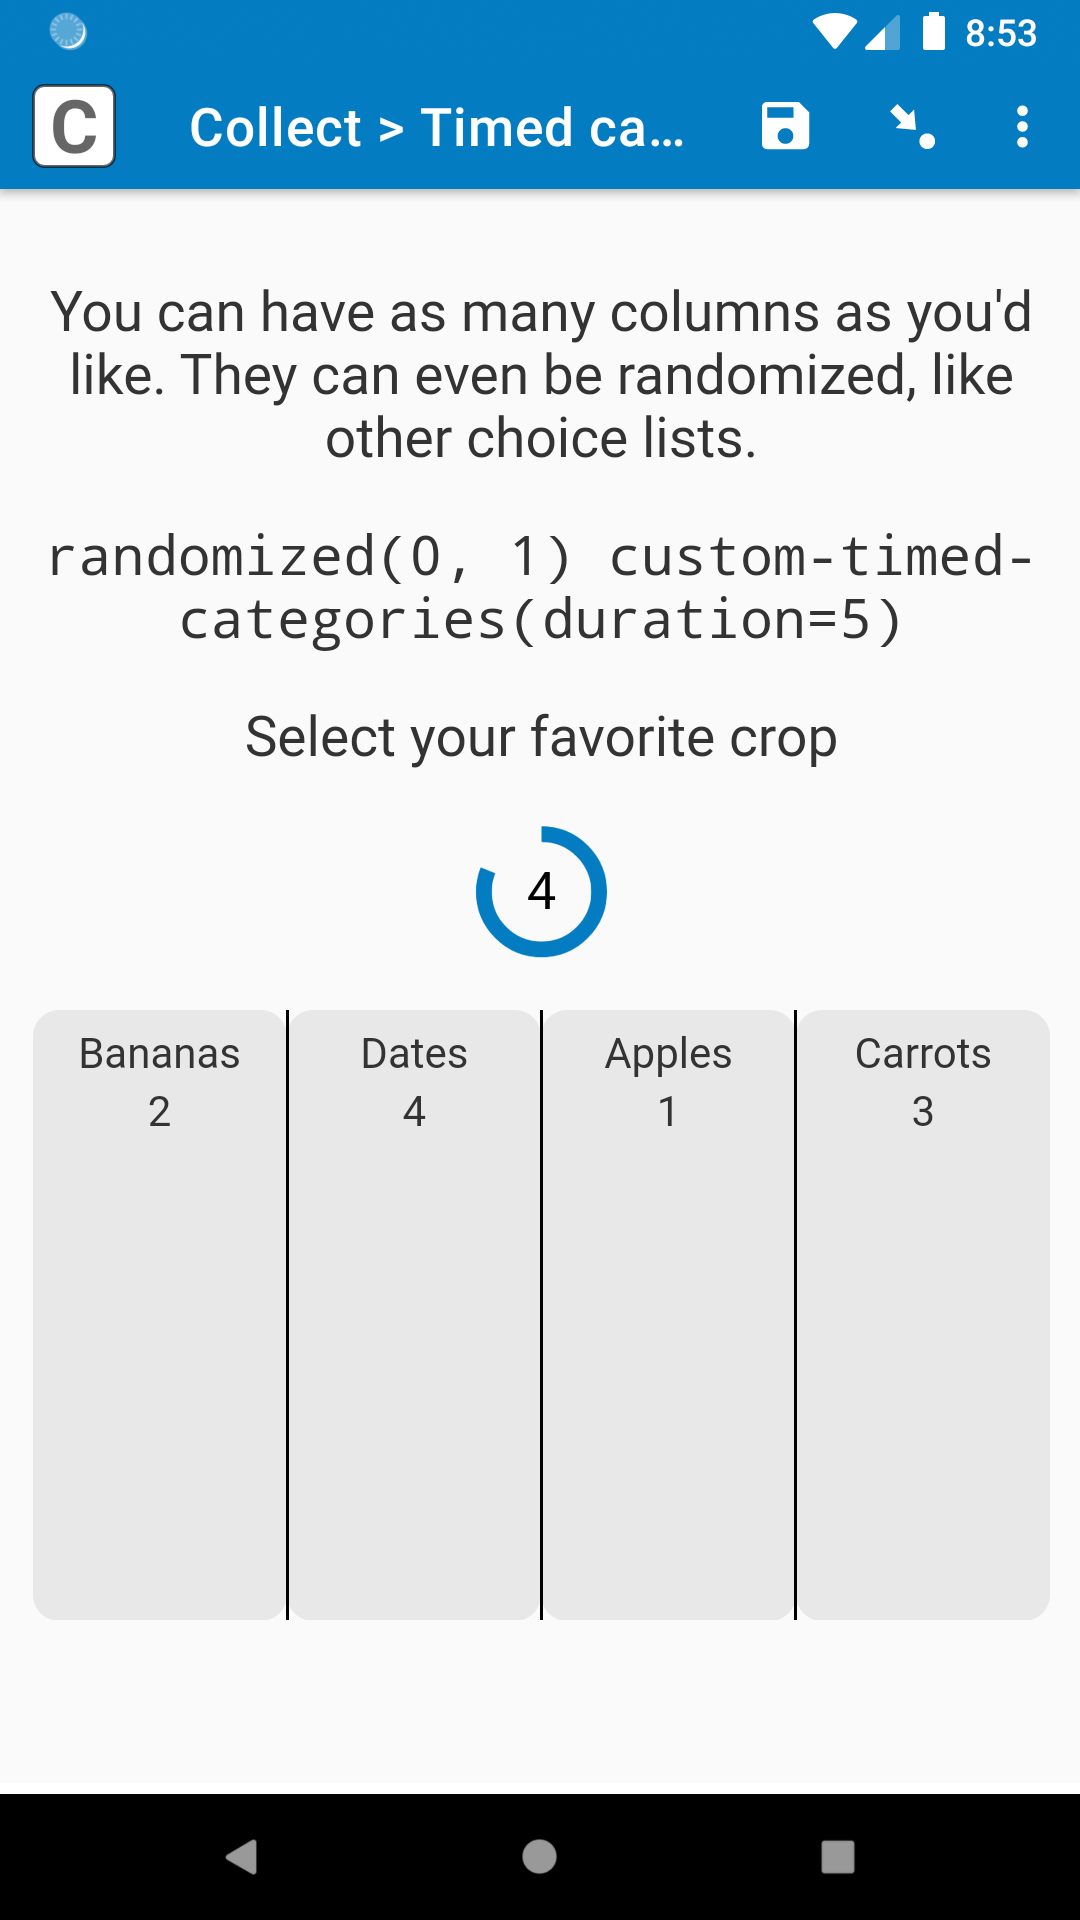 8:53
C
Collect > Timed ca...
You can have as many columns as you'd
like. They can even be randomized, like
other choice lists.
randomized(0, 1) custom-timed-
categories(duration=5)
Select your favorite crop
4
Bananas Dates Apples Carrots
2 4 1 3